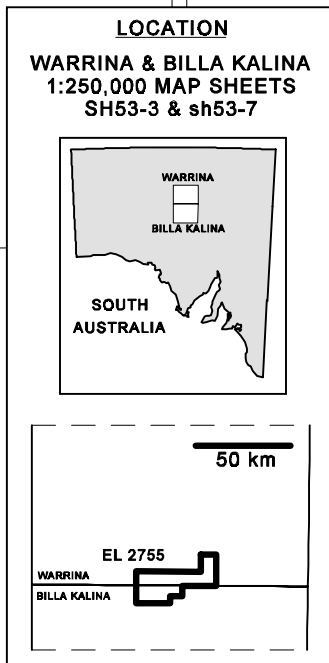 LOCATION
WARRINA & BILLA KALINA
1:250,000 MAP SHEETS
SH53-3 & sh53-7
WARRINA
BILLA KALINA
SOUTH
AUSTRALIA
50 km
EL 2755
WARRINA
BILLA KALINA